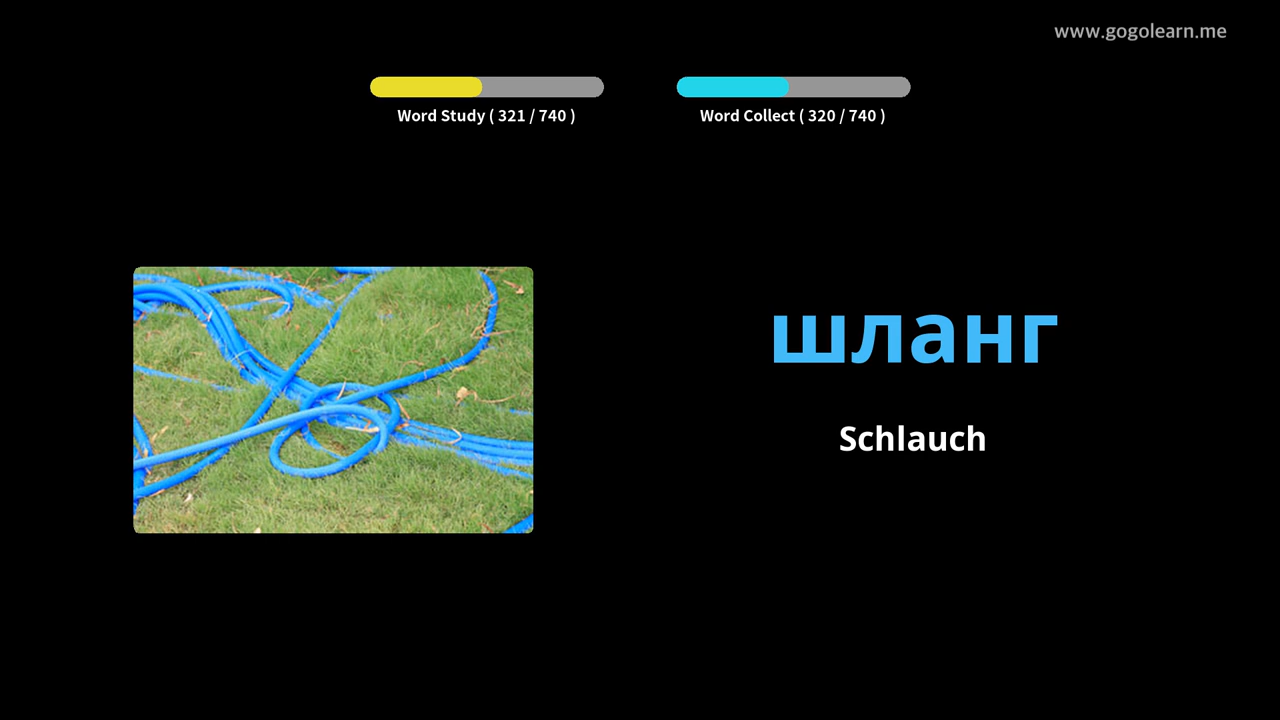 www.gogolearn.me
Word Study ( 321 / 740 )
Word Collect ( 320 / 740 )
шланг
Schlauch